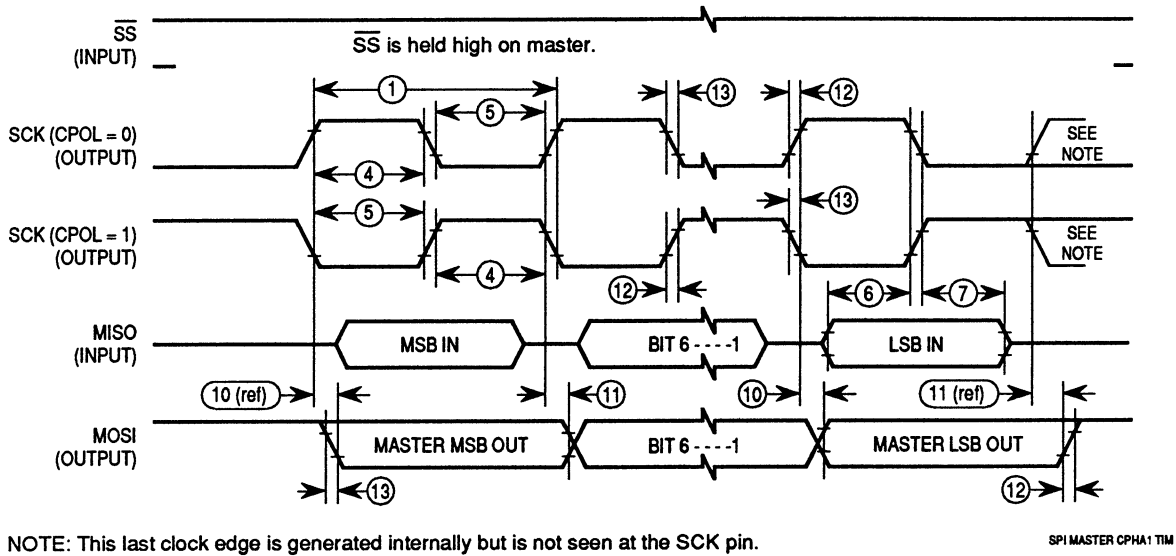 SS
(INPUT)
SS is held high on master.
1
5
13
12
SCK (CPOL = 0)
(OUTPUT)
SEE
NOTE
4
5
13
SCK (CPOL = 1)
(OUTPUT)
SEE
NOTE
4
12
6
7
MISO
(INPUT)
MSB IN
BIT 6 - - - - -1
LSB IN
10 (ref)
11
10
11 (ref)
MOSI
(OUTPUT)
MASTER MSB OUT
BIT 6 - - - - -1
MASTER LSB OUT
13
12
NOTE: This last clock edge is generated internally but is not seen at the SCK pin.
SPI MASTER CPHA1 TIM